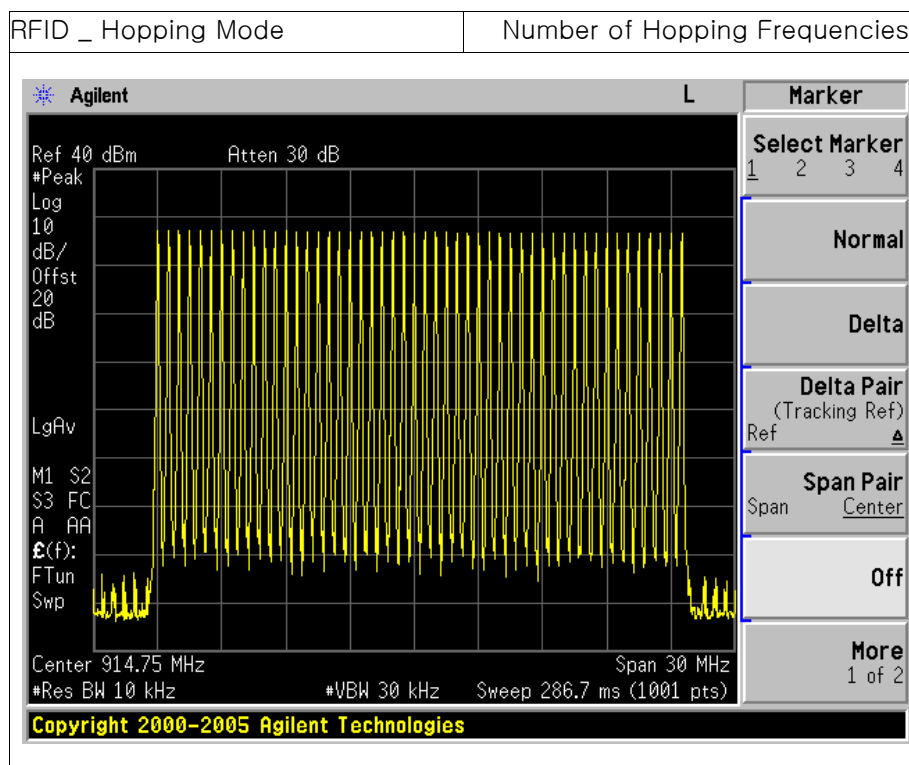 RFID _ Hopping Mode
Number of Hopping Frequencies
Agilent
L
Marker
Ref 40 dBm
Atten 30 dB
#Peak
Log
10
dB/
Offst
20
dB
LgAv
M1 S2
S3 FC
A AA
£(f):
FTun
Swp
Center 914.75 MHz
Span 30 MHz
#Res BW 10 kHz
#VBW 30 kHz
Sweep 286.7 ms (1001 pts)
Copyright 2000-2005 Agilent Technologies
Select Marker
1 2 3 4
Normal
Delta
Delta Pair
(Tracking Ref)
Ref Δ
Span Pair
Span Center
Off
More
1 of 2